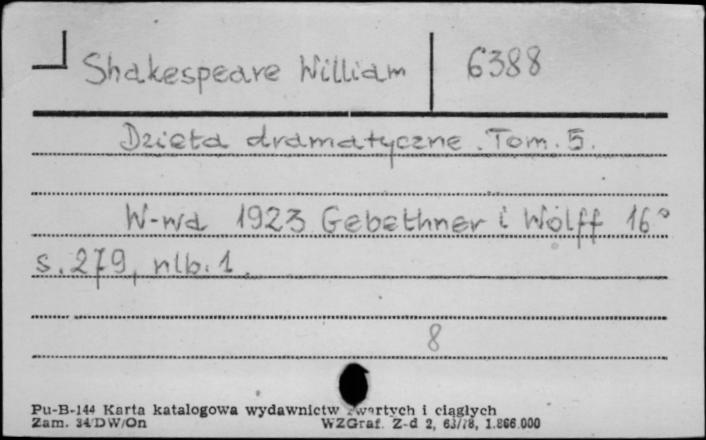 Shakespeare William 6388
Dzieła dramatyczne. Tom. 5.
W-wa 1923 Gebethner i Wolff 16°
s. 279, nlb. 1.
8
Pu-B-144 Karta katalogowa wydawnictw zwartych i ciągłych
Zam. 34/DW/On WZGraf. Z-d 2, 63/78, 1.866.000